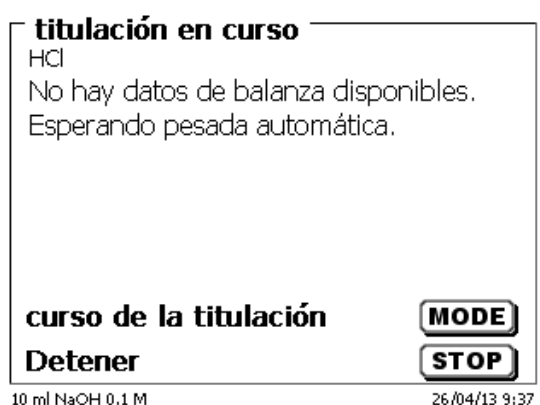 titulación en curso
HCl
No hay datos de balanza disponibles.
Esperando pesada automática.
curso de la titulación MODE
Detener STOP
10 ml NaOH 0.1 M 26/04/13 9:37